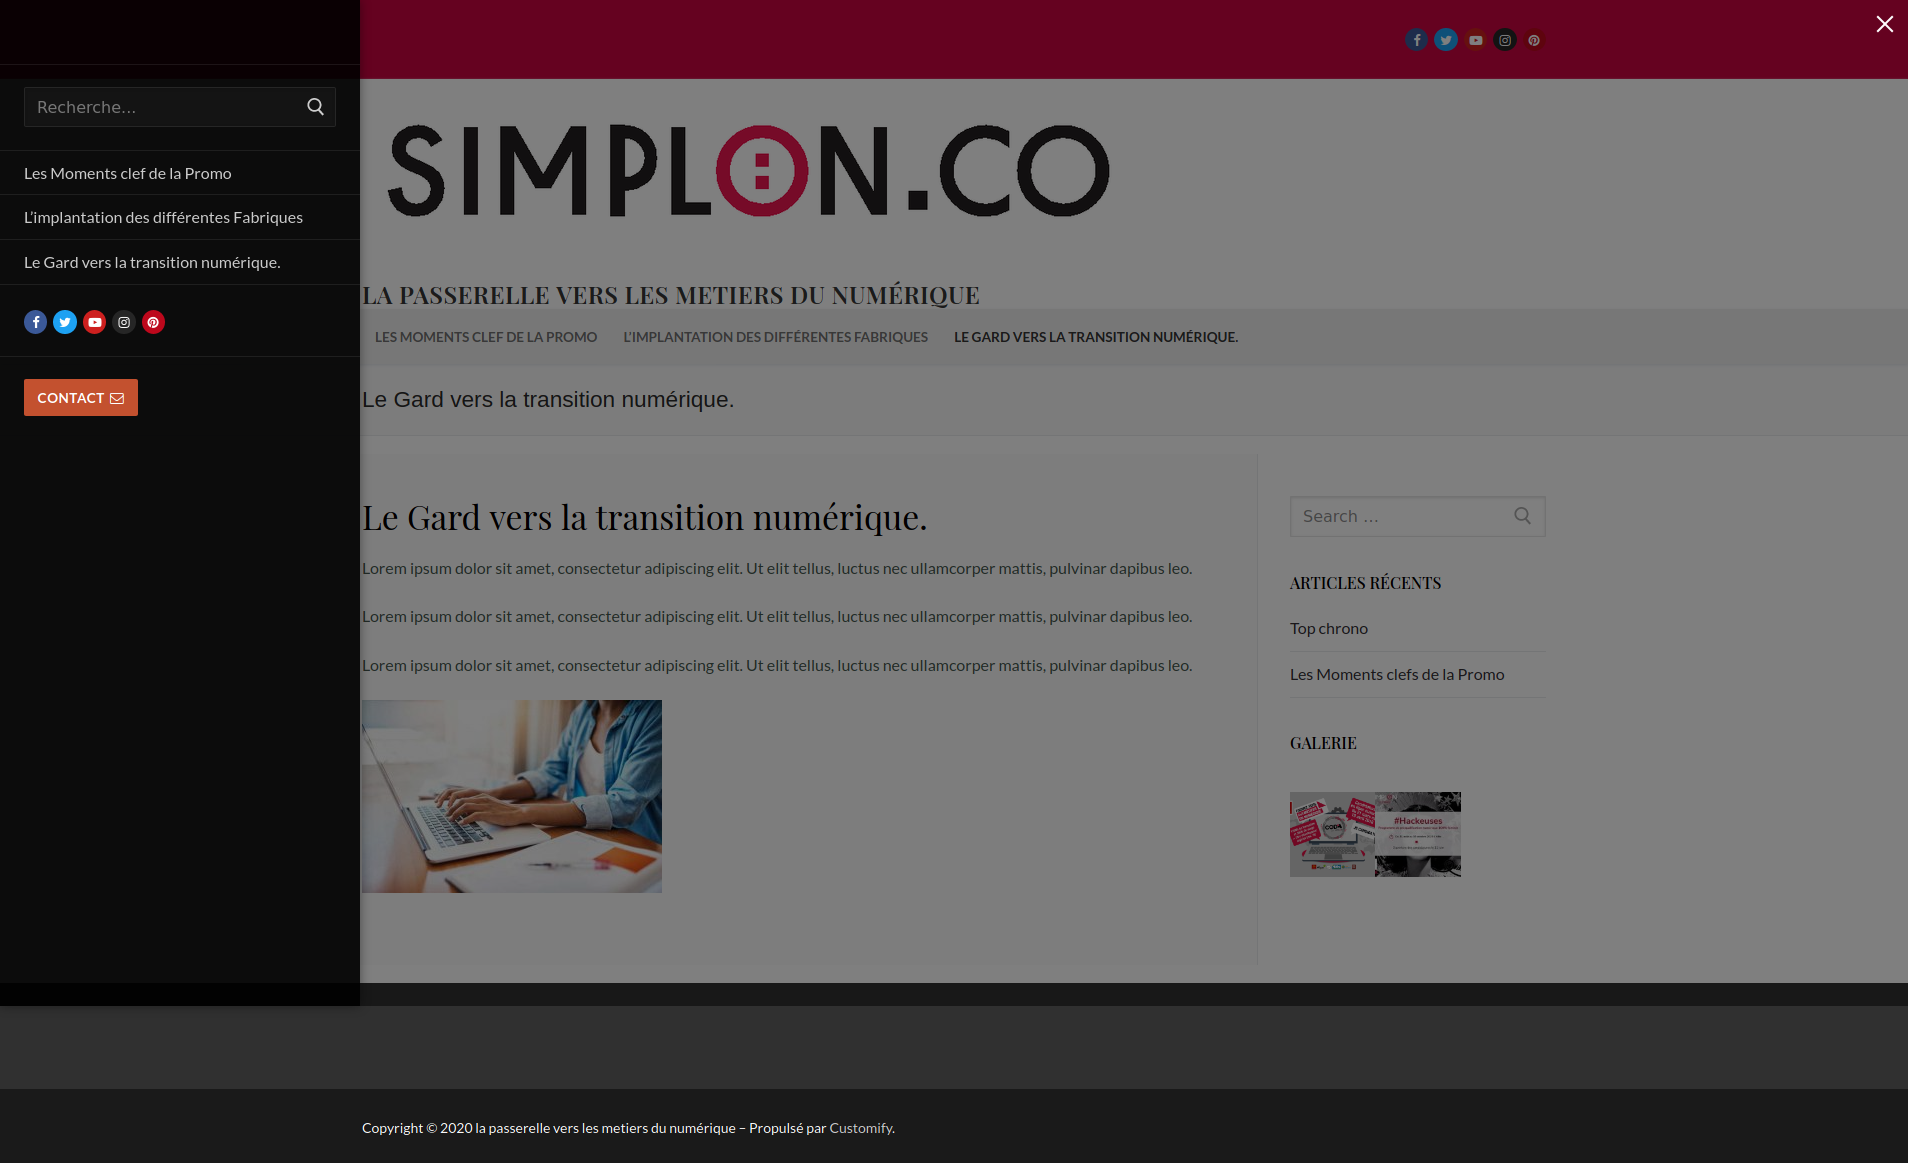 Recherche...
Les Moments clef de la Promo
L'implantation des différentes Fabriques
Le Gard vers la transition numérique.
CONTACT
SIMPLON.CO
LA PASSERELLE VERS LES METIERS DU NUMÉRIQUE
LES MOMENTS CLEF DE LA PROMO L'IMPLANTATION DES DIFFÉRENTES FABRIQUES LE GARD VERS LA TRANSITION NUMÉRIQUE.
Le Gard vers la transition numérique.
Le Gard vers la transition numérique.
Lorem ipsum dolor sit amet, consectetur adipiscing elit. Ut elit tellus, luctus nec ullamcorper mattis, pulvinar dapibus leo.
Lorem ipsum dolor sit amet, consectetur adipiscing elit. Ut elit tellus, luctus nec ullamcorper mattis, pulvinar dapibus leo.
Lorem ipsum dolor sit amet, consectetur adipiscing elit. Ut elit tellus, luctus nec ullamcorper mattis, pulvinar dapibus leo.
Search ...
ARTICLES RÉCENTS
Top chrono
Les Moments clefs de la Promo
GALERIE
#Hackeuses
Copyright © 2020 la passerelle vers les metiers du numérique – Propulsé par Customify.